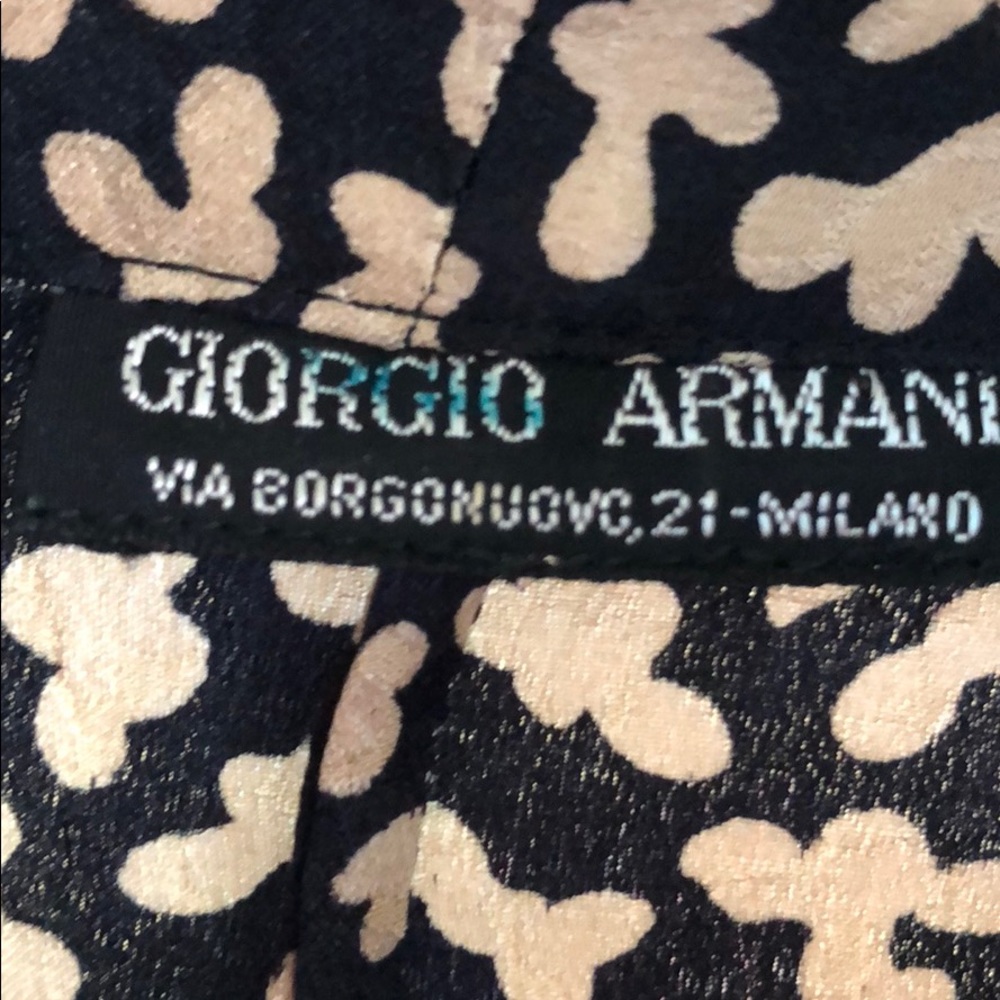 GIORGIO ARMANI
VIA BORGONUOVO, 21-MILANO